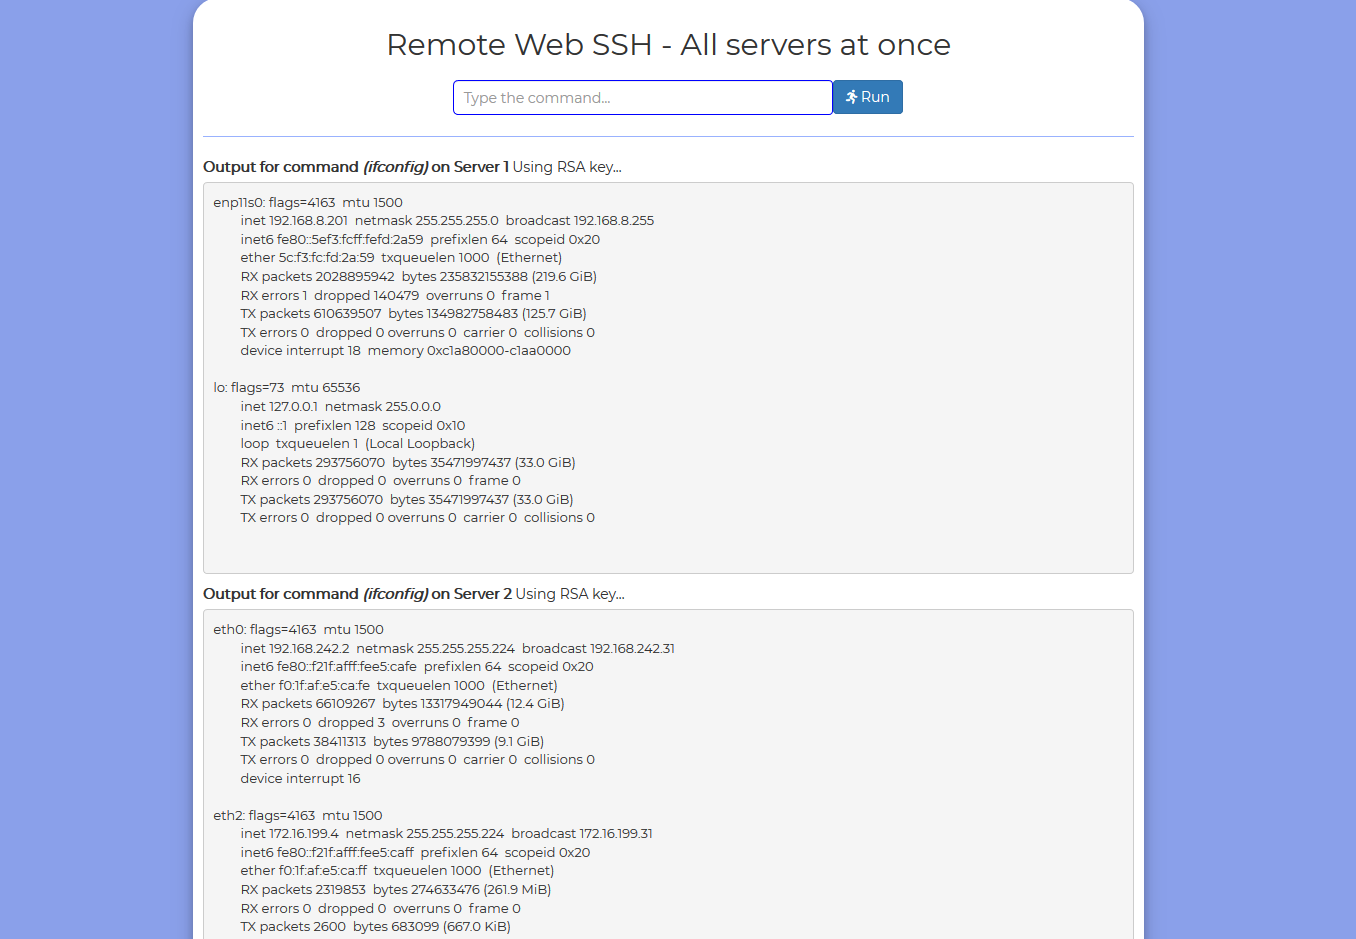 Remote Web SSH - All servers at once
Type the command...
Run
Output for command (ifconfig) on Server 1 Using RSA key...
enp11s0: flags=4163  mtu 1500
inet 192.168.8.201  netmask 255.255.255.0  broadcast 192.168.8.255
inet6 fe80::5ef3:fcff:fefd:2a59  prefixlen 64  scopeid 0x20
ether 5c:f3:fc:fd:2a:59  txqueuelen 1000  (Ethernet)
RX packets 2028895942  bytes 235832155388 (219.6 GiB)
RX errors 1  dropped 140479  overruns 0  frame 1
TX packets 610639507  bytes 134982758483 (125.7 GiB)
TX errors 0  dropped 0 overruns 0  carrier 0  collisions 0
device interrupt 18  memory 0xc1a80000-c1aa0000
lo: flags=73  mtu 65536
inet 127.0.0.1  netmask 255.0.0.0
inet6 ::1  prefixlen 128  scopeid 0x10
loop  txqueuelen 1  (Local Loopback)
RX packets 293756070  bytes 35471997437 (33.0 GiB)
RX errors 0  dropped 0  overruns 0  frame 0
TX packets 293756070  bytes 35471997437 (33.0 GiB)
TX errors 0  dropped 0 overruns 0  carrier 0  collisions 0
Output for command (ifconfig) on Server 2 Using RSA key...
eth0: flags=4163  mtu 1500
inet 192.168.242.2  netmask 255.255.255.224  broadcast 192.168.242.31
inet6 fe80::f21f:afff:fee5:cafe  prefixlen 64  scopeid 0x20
ether f0:1f:af:e5:ca:fe  txqueuelen 1000  (Ethernet)
RX packets 66109267  bytes 13317949044 (12.4 GiB)
RX errors 0  dropped 3  overruns 0  frame 0
TX packets 38411313  bytes 9788079399 (9.1 GiB)
TX errors 0  dropped 0 overruns 0  carrier 0  collisions 0
device interrupt 16
eth2: flags=4163  mtu 1500
inet 172.16.199.4  netmask 255.255.255.224  broadcast 172.16.199.31
inet6 fe80::f21f:afff:fee5:caff  prefixlen 64  scopeid 0x20
ether f0:1f:af:e5:ca:ff  txqueuelen 1000  (Ethernet)
RX packets 2319853  bytes 274633476 (261.9 MiB)
RX errors 0  dropped 0  overruns 0  frame 0
TX packets 2600  bytes 683099 (667.0 KiB)